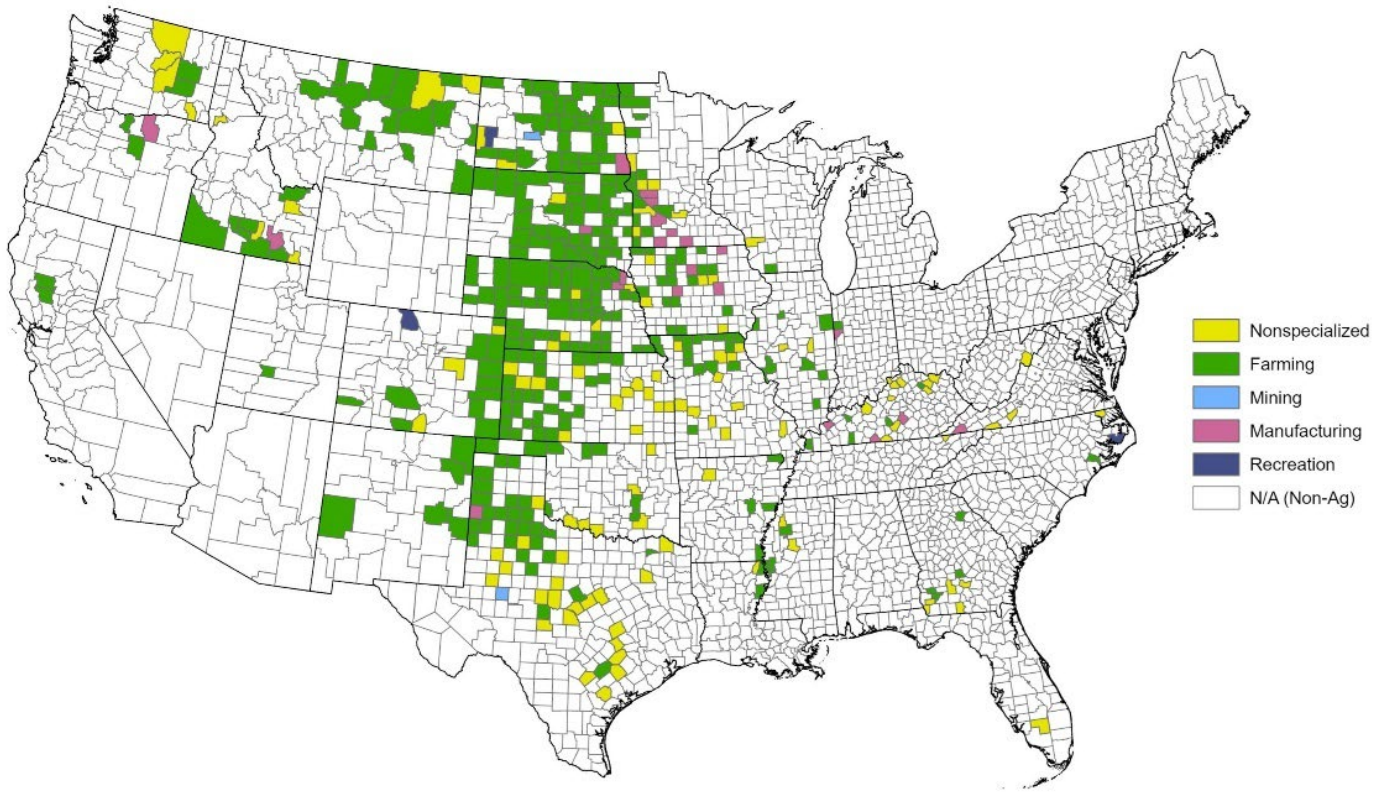 Nonspecialized
Farming
Mining
Manufacturing
Recreation
N/A (Non-Ag)